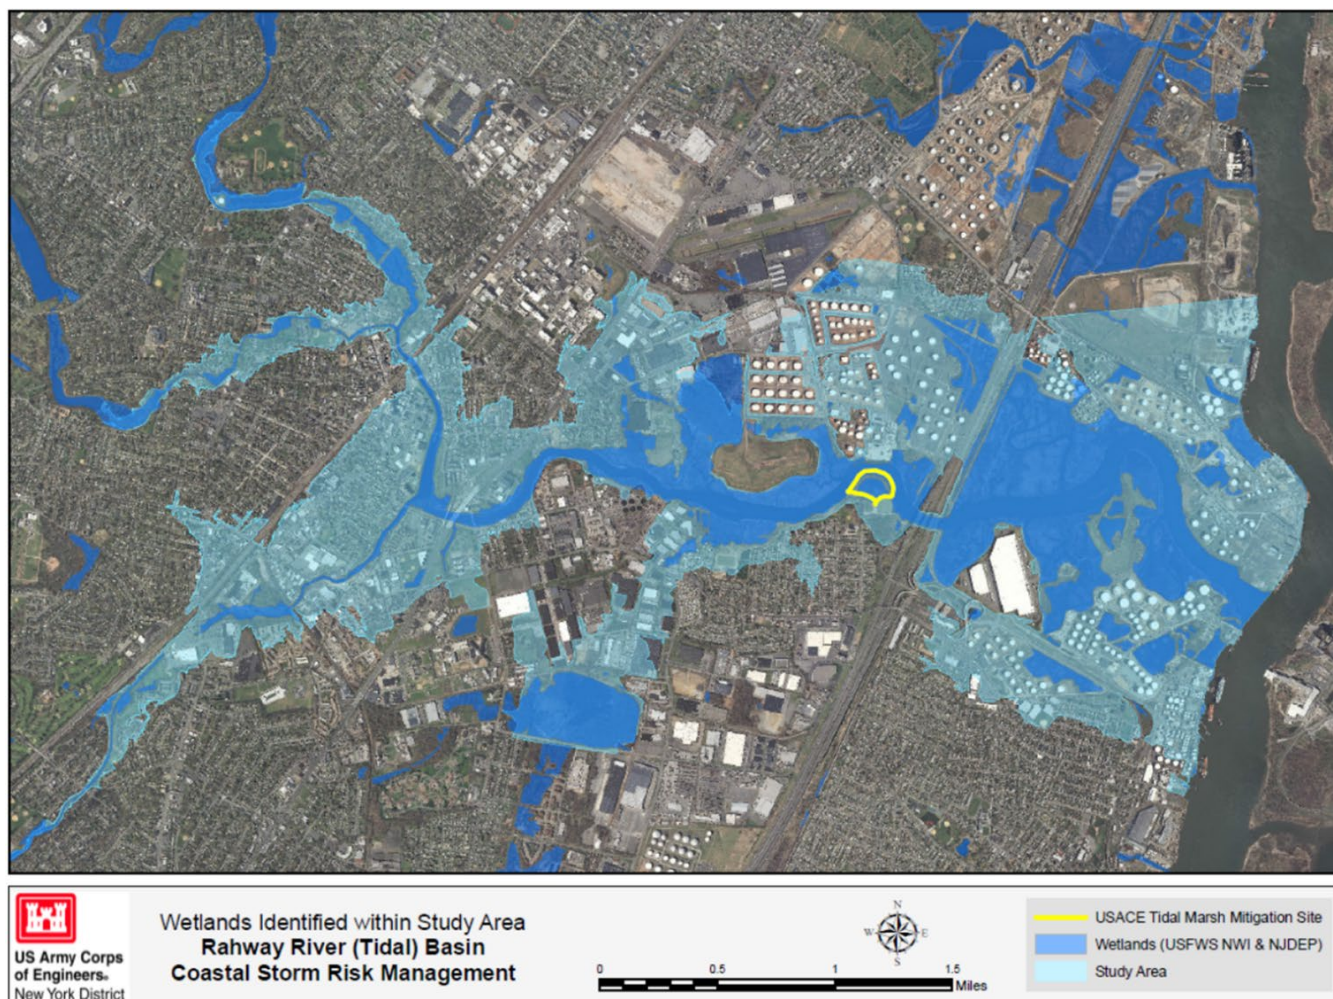 US Army Corps
of Engineers®
New York District
Wetlands Identified within Study Area
Rahway River (Tidal) Basin
Coastal Storm Risk Management
N
W E
S
0 0.5 1 1.5
Miles
USACE Tidal Marsh Mitigation Site
Wetlands (USFWS NWI & NJDEP)
Study Area